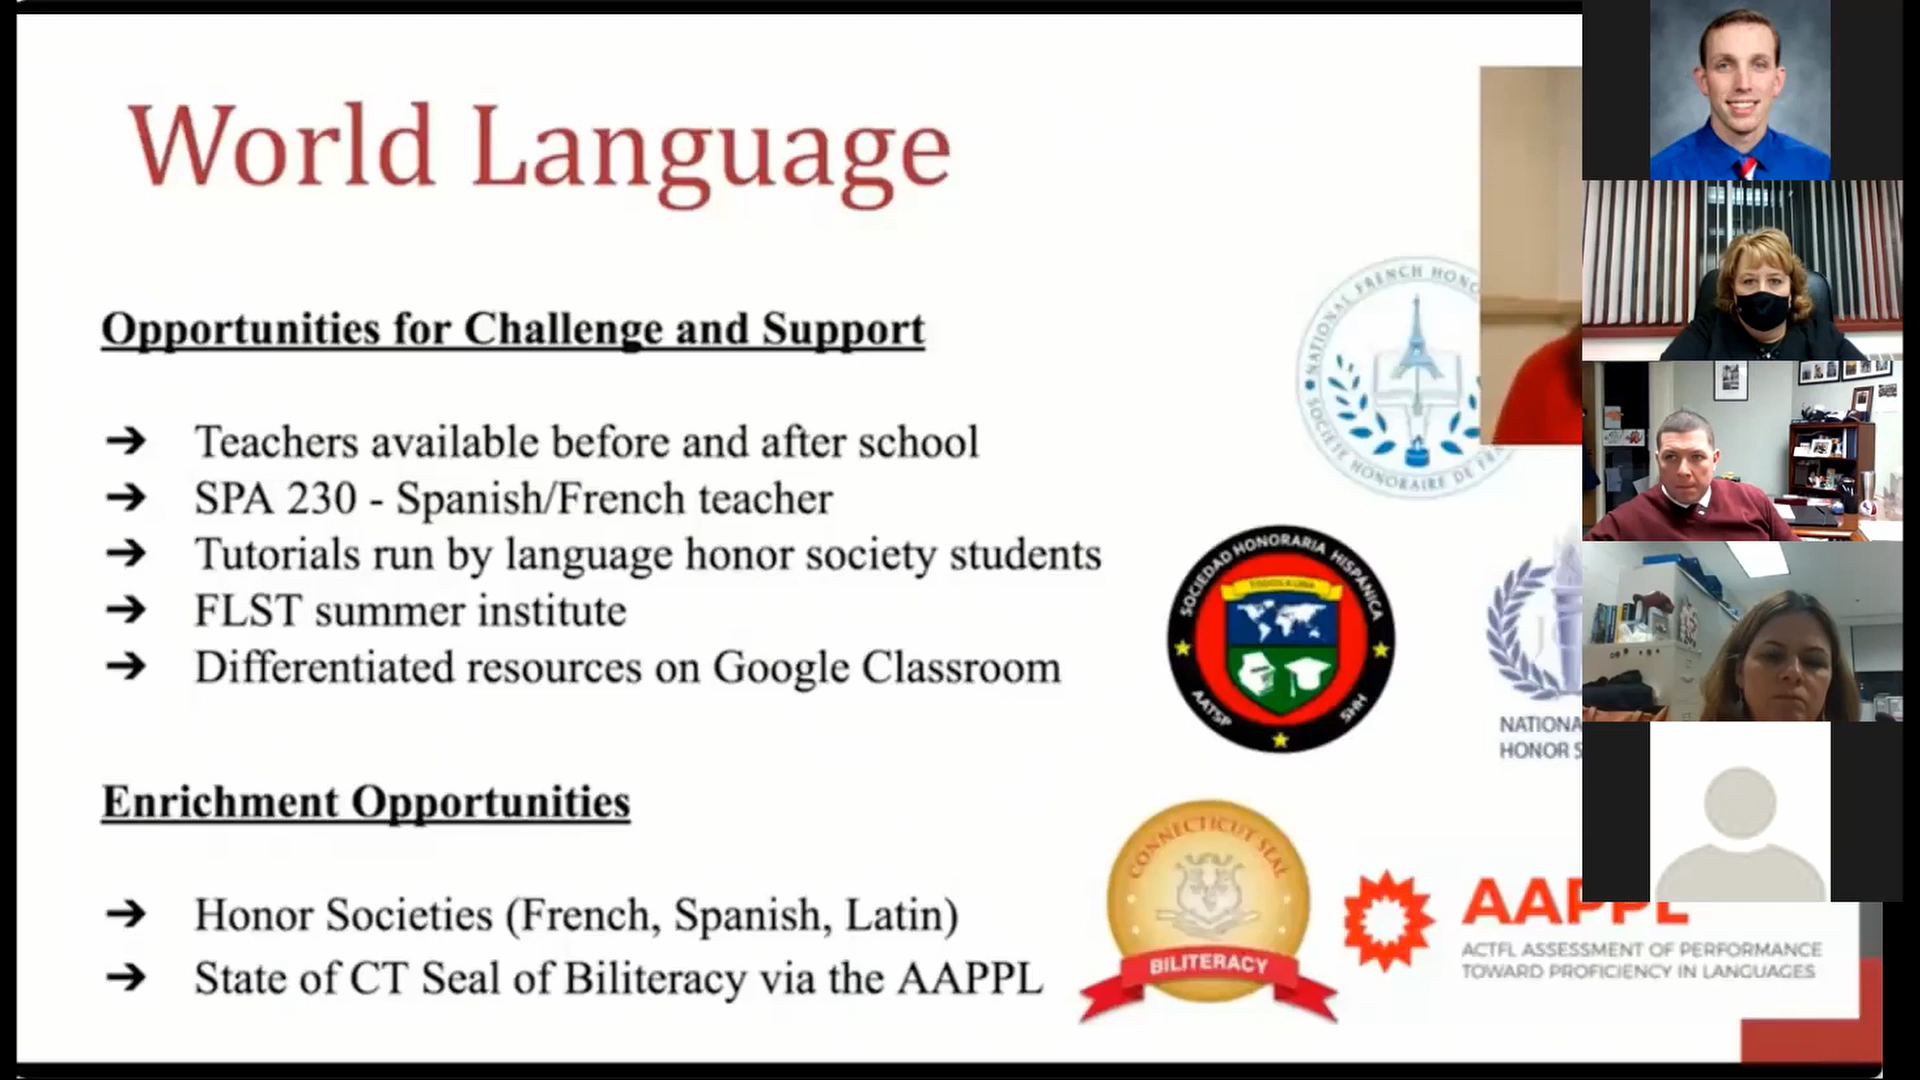 World Language
Opportunities for Challenge and Support
➔ Teachers available before and after school
➔ SPA 230 - Spanish/French teacher
➔ Tutorials run by language honor society students
➔ FLST summer institute
➔ Differentiated resources on Google Classroom
Enrichment Opportunities
➔ Honor Societies (French, Spanish, Latin)
➔ State of CT Seal of Biliteracy via the AAPPL
NATIONAL FRENCH HONO
SOCIÉTÉ HONORAIRE DE FRA
SOCIEDAD HONORARIA HISPÁNICA
AATSP
SHH
NATIONA
HONOR S
CONNECTICUT SEAL
BILITERACY
AAPPL
ACTFL ASSESSMENT OF PERFORMANCE
TOWARD PROFICIENCY IN LANGUAGES